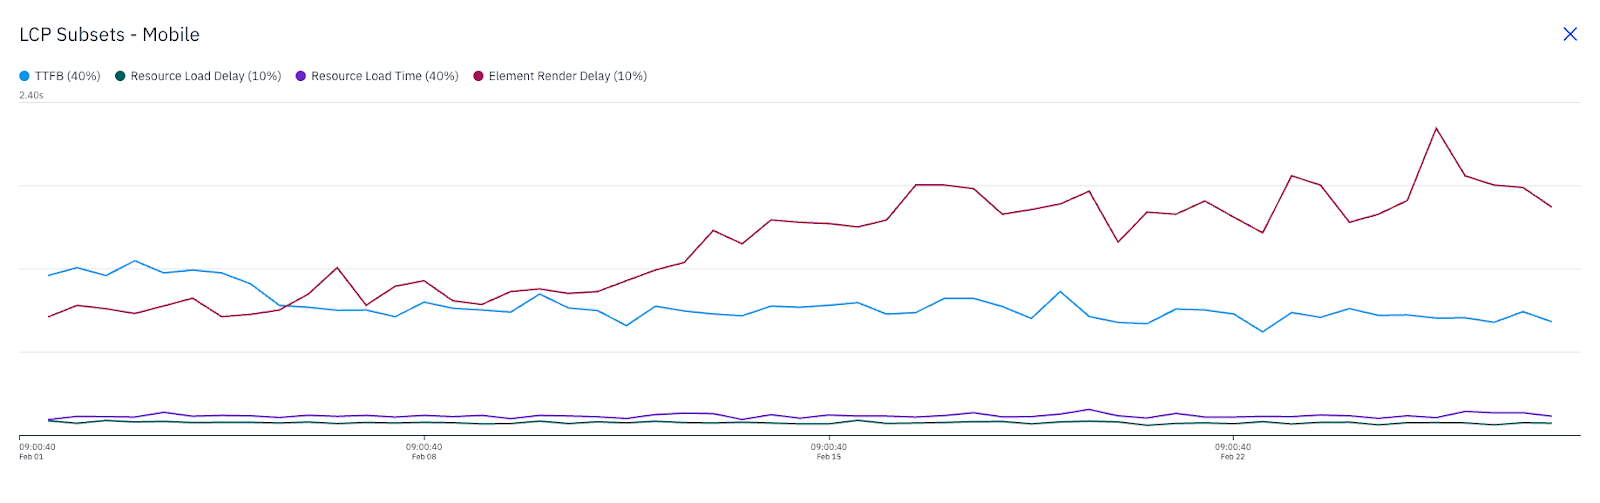 LCP Subsets - Mobile
TTFB (40%) Resource Load Delay (10%) Resource Load Time (40%) Element Render Delay (10%)
2.40s
09:00:40 09:00:40 09:00:40 09:00:40
Feb 01 Feb 08 Feb 15 Feb 22